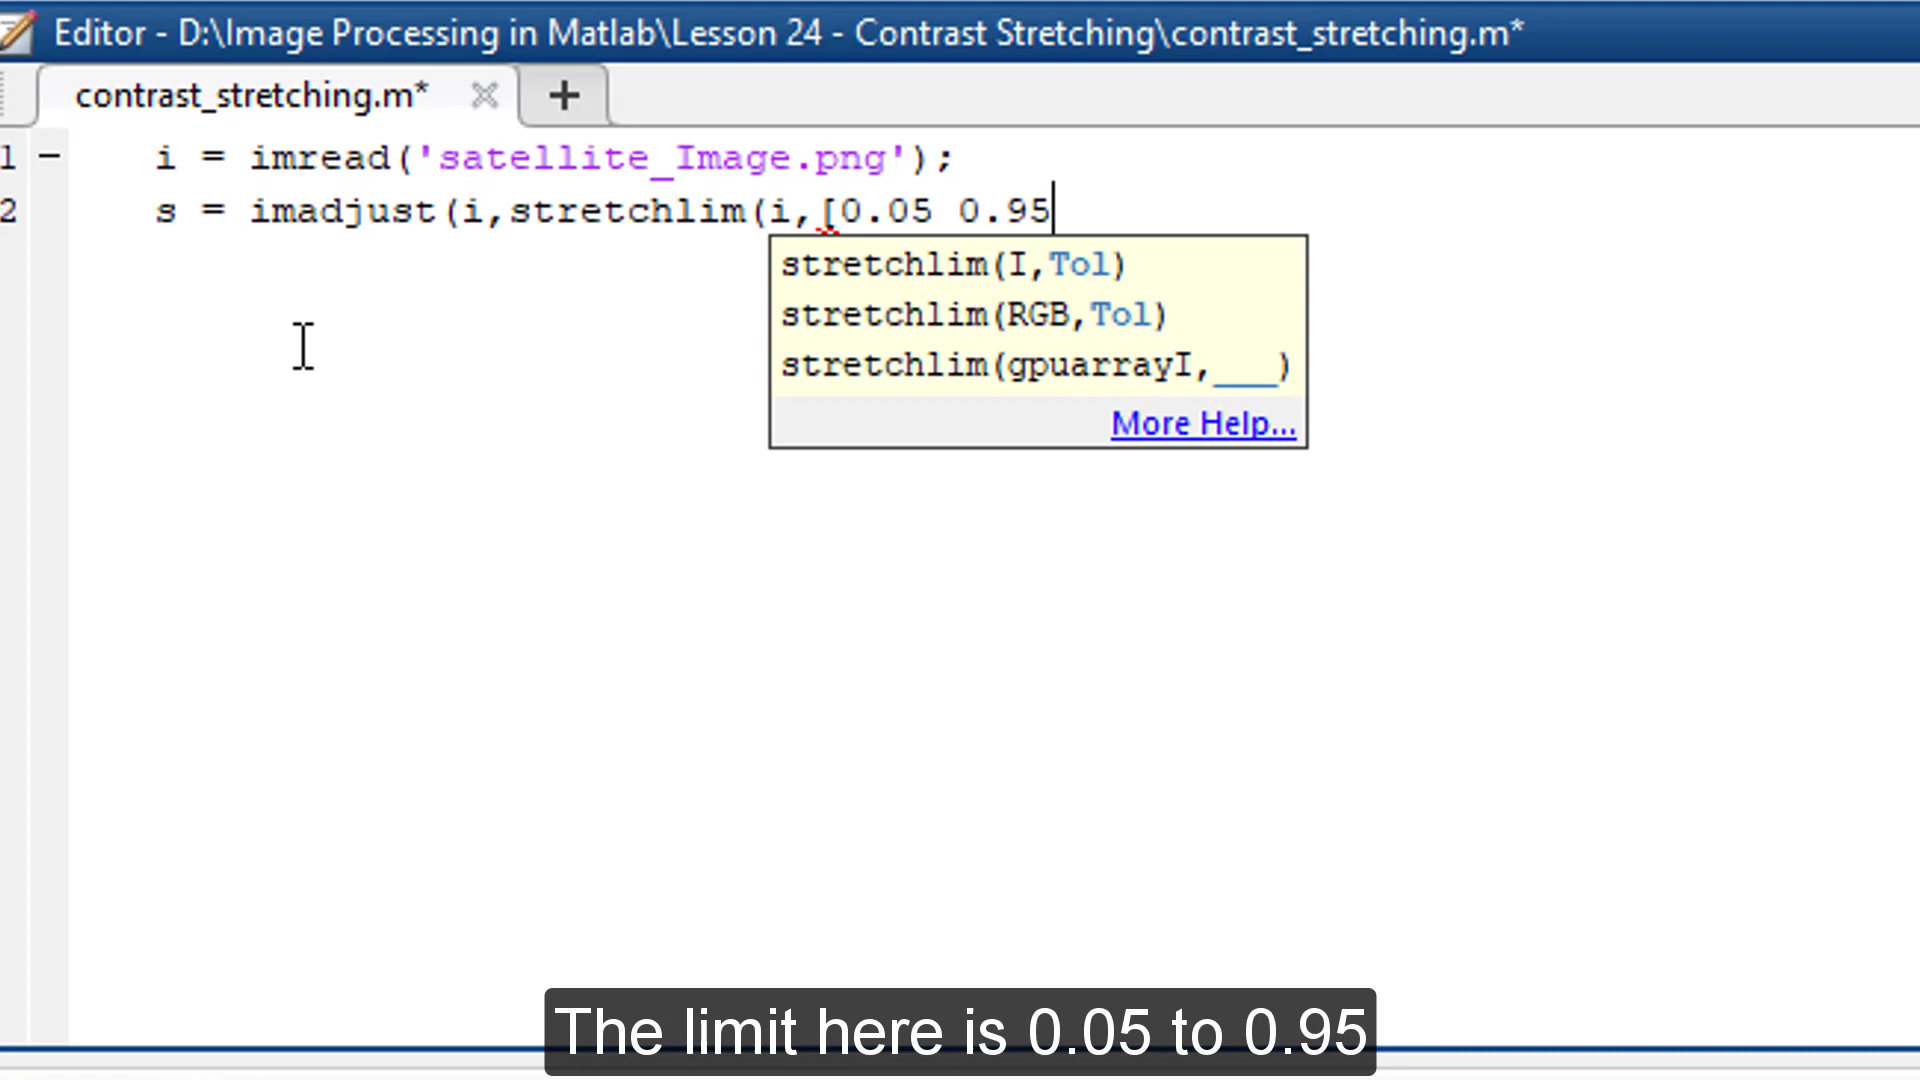 Editor - D:\Image Processing in Matlab\Lesson 24 - Contrast Stretching\contrast_stretching.m*
contrast_stretching.m* +
1 – i = imread('satellite_Image.png');
2 s = imadjust(i,stretchlim(i,[0.05 0.95
stretchlim(I,Tol)
stretchlim(RGB,Tol)
stretchlim(gpuarrayI,___)
More Help...
The limit here is 0.05 to 0.95